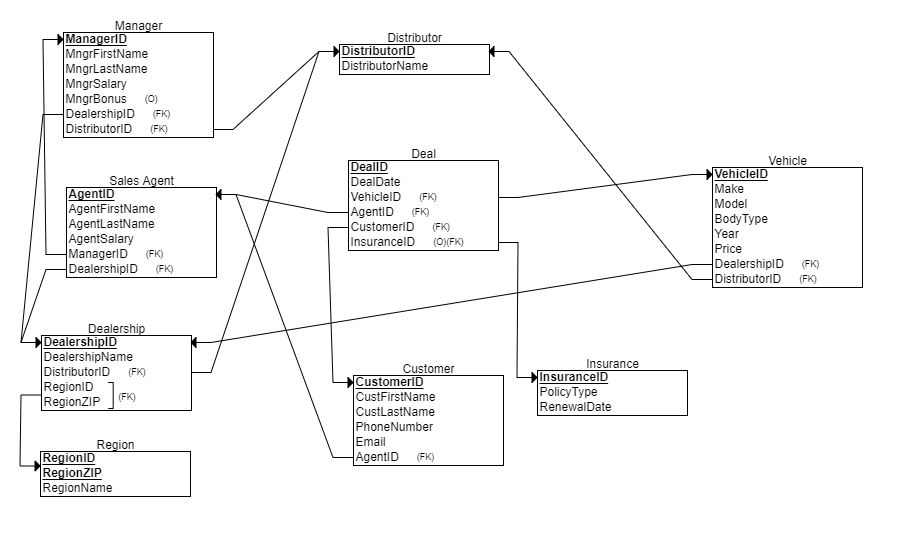 Manager
ManagerID
MngrFirstName
MngrLastName
MngrSalary
MngrBonus (O)
DealershipID (FK)
DistributorID (FK)
Distributor
DistributorID
DistributorName
Deal
DealID
DealDate
VehicleID (FK)
AgentID (FK)
CustomerID (FK)
InsuranceID (O)(FK)
Vehicle
VehicleID
Make
Model
BodyType
Year
Price
DealershipID (FK)
DistributorID (FK)
Sales Agent
AgentID
AgentFirstName
AgentLastName
AgentSalary
ManagerID (FK)
DealershipID (FK)
Dealership
DealershipID
DealershipName
DistributorID (FK)
RegionID
RegionZIP
(FK)
Customer
CustomerID
CustFirstName
CustLastName
PhoneNumber
Email
AgentID (FK)
Insurance
InsuranceID
PolicyType
RenewalDate
Region
RegionID
RegionZIP
RegionName